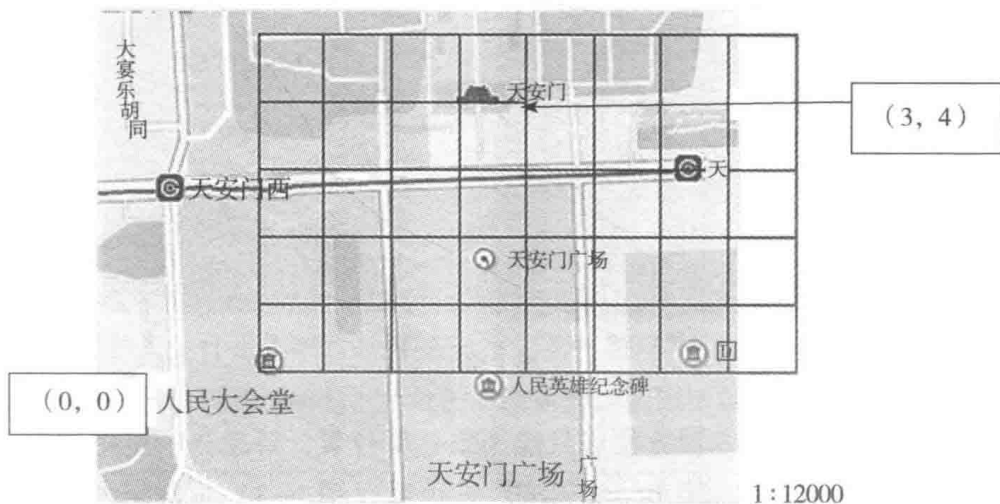 大宴乐胡同
天安门
(3, 4)
天
天安门西
天安门广场
(0, 0)
人民大会堂
人民英雄纪念碑
天安门广场
广场
1:12000